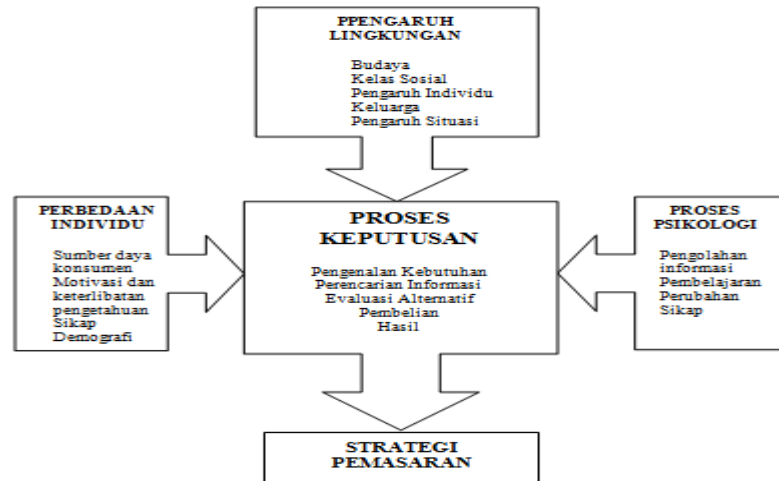 PPENGARUH
LINGKUNGAN
Budaya
Kelas Sosial
Pengaruh Individu
Keluarga
Pengaruh Situasi
PERBEDAAN
INDIVIDU
Sumber daya
konsumen
Motivasi dan
keterlibatan
pengetahuan
Sikap
Demografi
PROSES
KEPUTUSAN
Pengenalan Kebutuhan
Perencarian Informasi
Evaluasi Alternatif
Pembelian
Hasil
PROSES
PSIKOLOGI
Pengolahan
informasi
Pembelajaran
Perubahan
Sikap
STRATEGI
PEMASARAN